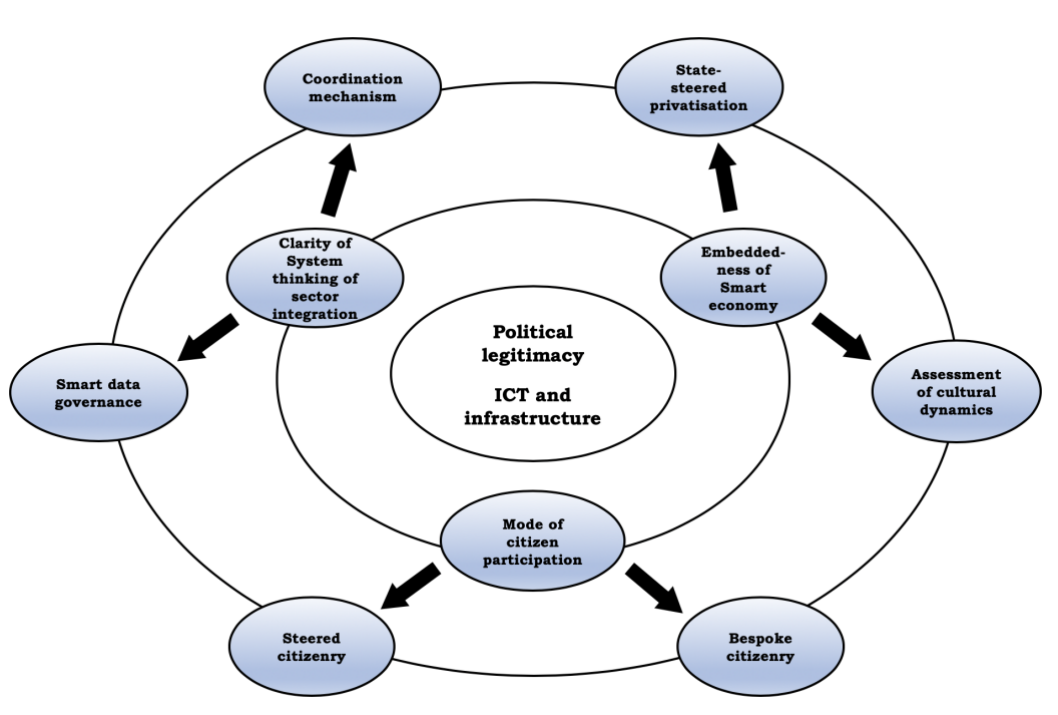 Coordination
mechanism
State-
steered
privatisation
Clarity of
System
thinking of
sector
integration
Embedded-
ness of
Smart
economy
Political
legitimacy
ICT and
infrastructure
Smart data
governance
Assessment
of cultural
dynamics
Mode of
citizen
participation
Steered
citizenry
Bespoke
citizenry